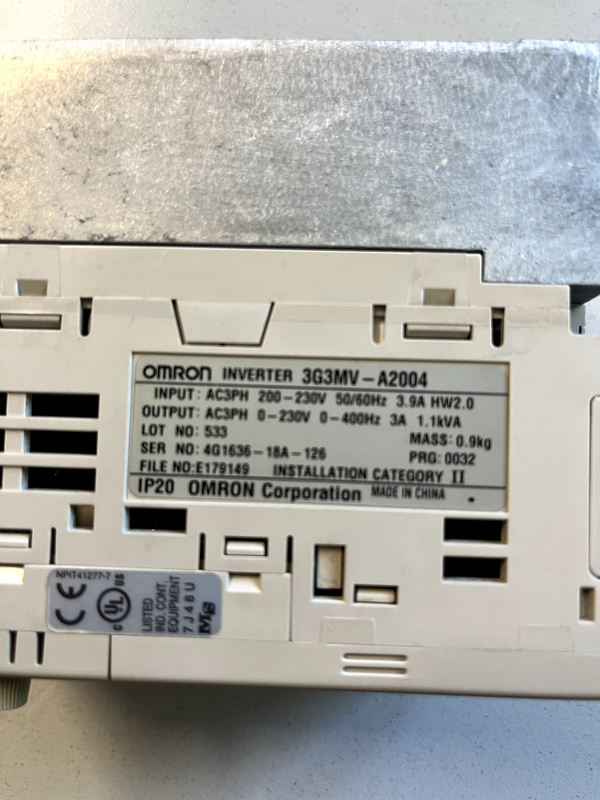 OMRON INVERTER 3G3MV-A2004
INPUT: AC3PH 200-230V 50/60Hz 3.9A HW2.0
OUTPUT: AC3PH 0-230V 0-400Hz 3A 1.1kVA
LOT NO: 533 MASS: 0.9kg
SER NO: 4G1636-18A-126 PRG: 0032
FILE NO:E179149 INSTALLATION CATEGORY II
IP20 OMRON Corporation MADE IN CHINA
NPIT41277-7
CE
C UL US
LISTED
IND. CONT.
EQUIPMENT
7J48U